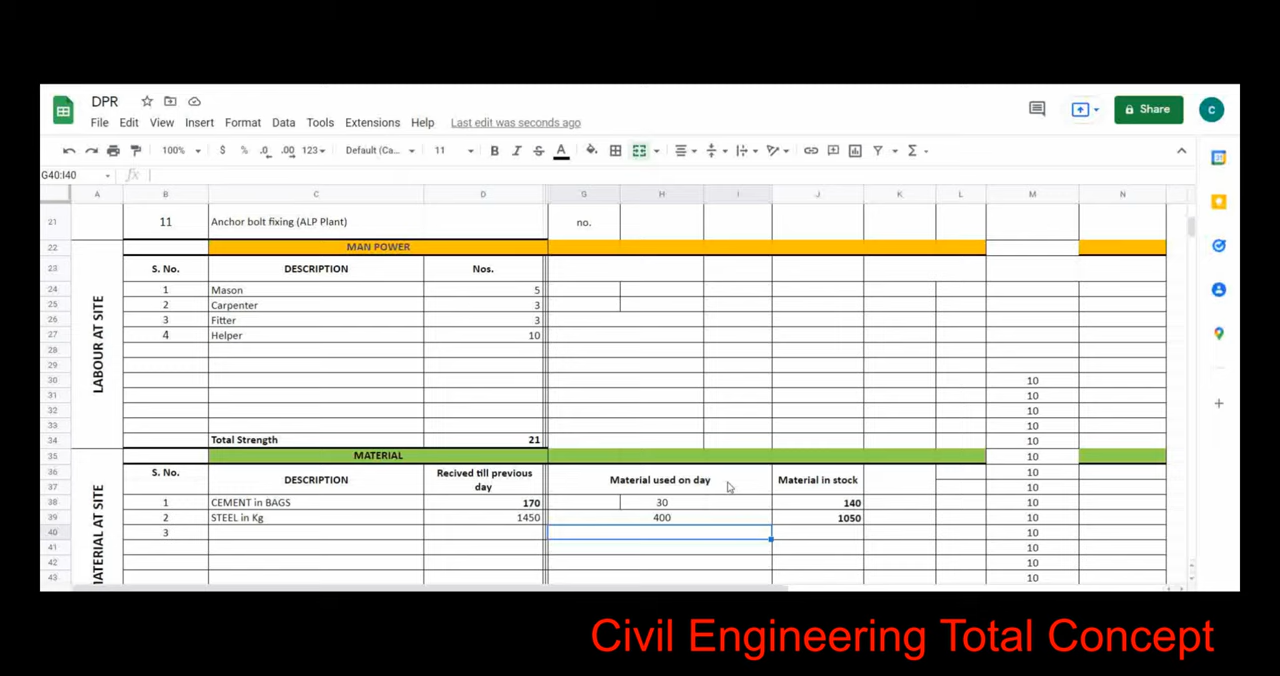 DPR
File Edit View Insert Format Data Tools Extensions Help Last edit was seconds ago
Share
C
100% $ % .0 .00 123 Default (Ca... 11 B I S A
G40:I40 fx
A B C D G H I J K L M N
21 11 Anchor bolt fixing (ALP Plant) no.
22 MAN POWER
23 S. No. DESCRIPTION Nos.
24 1 Mason 5
25 2 Carpenter 3
26 3 Fitter 3
27 4 Helper 10
28
29
30 10
31 10
32 10
33 10
34 Total Strength 21 10
LABOUR AT SITE
35 MATERIAL 10
36 S. No. DESCRIPTION Recived till previous day Material used on day Material in stock 10
37 10
38 1 CEMENT in BAGS 170 30 140 10
39 2 STEEL in Kg 1450 400 1050 10
40 3 10
41 10
42 10
43 10
MATERIAL AT SITE
Civil Engineering Total Concept